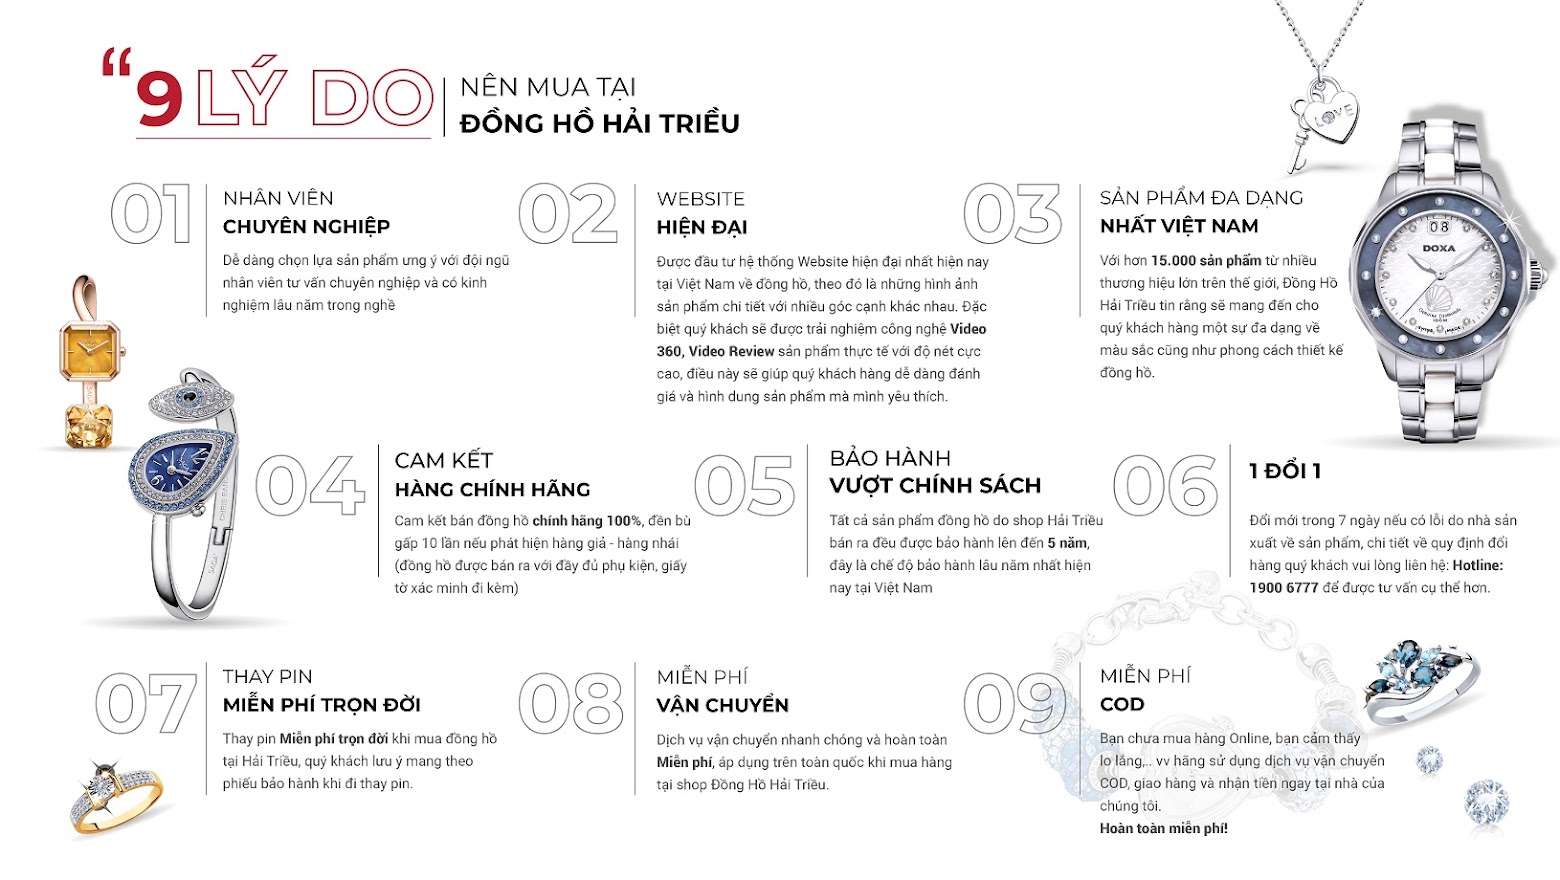 “9 LÝ DO
NÊN MUA TẠI
ĐỒNG HỒ HẢI TRIỀU
01
NHÂN VIÊN
CHUYÊN NGHIỆP
Dễ dàng chọn lựa sản phẩm ưng ý với đội ngũ
nhân viên tư vấn chuyên nghiệp và có kinh
nghiệm lâu năm trong nghề
02
WEBSITE
HIỆN ĐẠI
Được đầu tư hệ thống Website hiện đại nhất hiện nay
tại Việt Nam về đồng hồ, theo đó là những hình ảnh
sản phẩm chi tiết với nhiều góc cạnh khác nhau. Đặc
biệt quý khách sẽ được trải nghiệm công nghệ Video
360, Video Review sản phẩm thực tế với độ nét cực
cao, điều này sẽ giúp quý khách hàng dễ dàng đánh
giá và hình dung sản phẩm mà mình yêu thích.
03
SẢN PHẨM ĐA DẠNG
NHẤT VIỆT NAM
Với hơn 15.000 sản phẩm từ nhiều
thương hiệu lớn trên thế giới, Đồng Hồ
Hải Triều tin rằng sẽ mang đến cho
quý khách hàng một sự đa dạng về
màu sắc cũng như phong cách thiết kế
đồng hồ.
LOVE
08
DOXA
04
CAM KẾT
HÀNG CHÍNH HÃNG
Cam kết bán đồng hồ chính hãng 100%, đền bù
gấp 10 lần nếu phát hiện hàng giả - hàng nhái
(đồng hồ được bán ra với đầy đủ phụ kiện, giấy
tờ xác minh đi kèm)
05
BẢO HÀNH
VƯỢT CHÍNH SÁCH
Tất cả sản phẩm đồng hồ do shop Hải Triều
bán ra đều được bảo hành lên đến 5 năm,
đây là chế độ bảo hành lâu năm nhất hiện
nay tại Việt Nam
06
1 ĐỔI 1
Đổi mới trong 7 ngày nếu có lỗi do nhà sản
xuất về sản phẩm, chi tiết về quy định đổi
hàng quý khách vui lòng liên hệ: Hotline:
1900 6777 để được tư vấn cụ thể hơn.
07
THAY PIN
MIỄN PHÍ TRỌN ĐỜI
Thay pin Miễn phí trọn đời khi mua đồng hồ
tại Hải Triều, quý khách lưu ý mang theo
phiếu bảo hành khi đi thay pin.
08
MIỄN PHÍ
VẬN CHUYỂN
Dịch vụ vận chuyển nhanh chóng và hoàn toàn
Miễn phí, áp dụng trên toàn quốc khi mua hàng
tại shop Đồng Hồ Hải Triều.
09
MIỄN PHÍ
COD
Bạn chưa mua hàng Online, bạn cảm thấy
lo lắng,.. vv hãng sử dụng dịch vụ vận chuyển
COD, giao hàng và nhận tiền ngay tại nhà của
chúng tôi.
Hoàn toàn miễn phí!